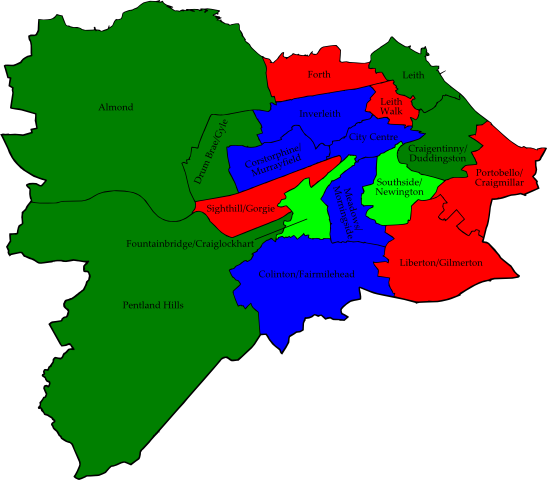 Forth
Leith
Almond
Leith
Walk
Inverleith
City Centre
Drum Brae/Gyle
Craigentinny/
Duddingston
Corstorphine/
Murrayfield
Portobello/
Craigmillar
Southside/
Newington
Meadows/
Morningside
Sighthill/Gorgie
Fountainbridge/Craiglockhart
Liberton/Gilmerton
Colinton/Fairmilehead
Pentland Hills